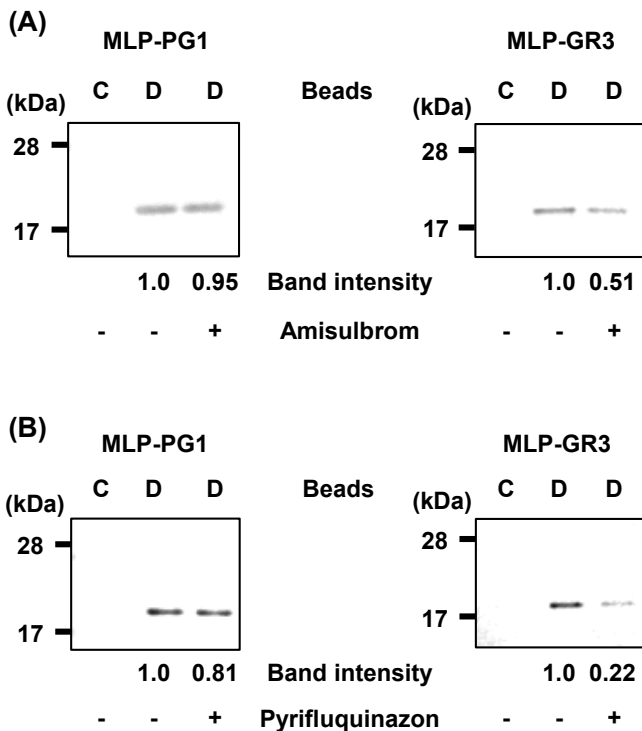 (A)
MLP-PG1 MLP-GR3
(kDa) C D D Beads (kDa) C D D
28 28
17 17
1.0 0.95 Band intensity 1.0 0.51
- - + Amisulbrom - - +
(B)
MLP-PG1 MLP-GR3
(kDa) C D D Beads (kDa) C D D
28 28
17 17
1.0 0.81 Band intensity 1.0 0.22
- - + Pyrifluquinazon - - +